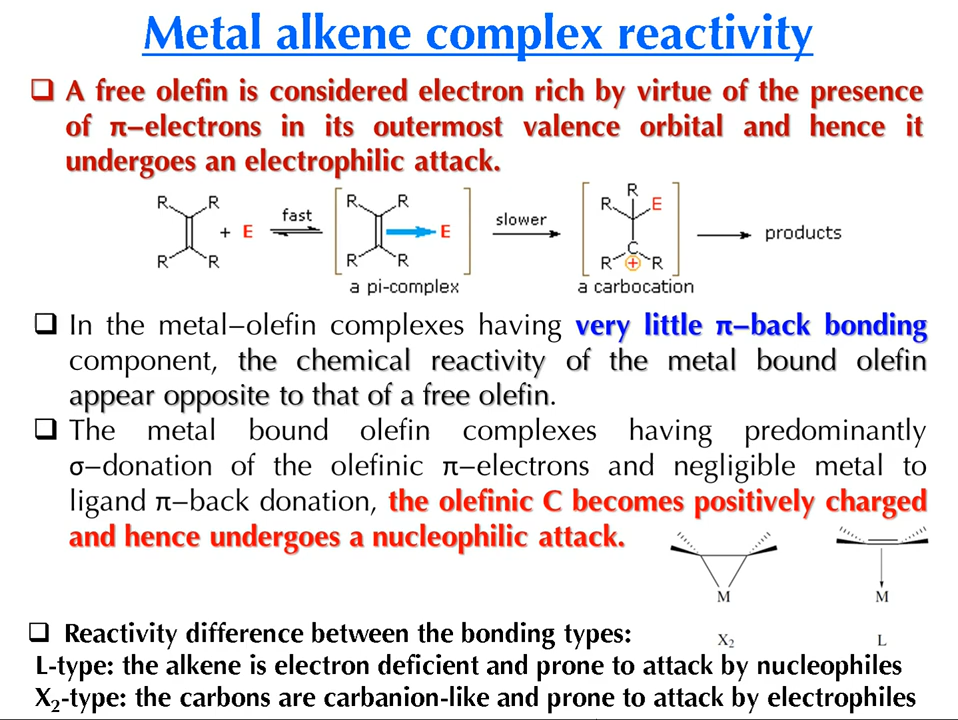 Metal alkene complex reactivity
❑ A free olefin is considered electron rich by virtue of the presence
of π–electrons in its outermost valence orbital and hence it
undergoes an electrophilic attack.
R R R R R E
+ E fast E slower products
R R R R R C R
⊕
a pi-complex a carbocation
❑ In the metal–olefin complexes having very little π–back bonding
component, the chemical reactivity of the metal bound olefin
appear opposite to that of a free olefin.
❑ The metal bound olefin complexes having predominantly
σ–donation of the olefinic π–electrons and negligible metal to
ligand π–back donation, the olefinic C becomes positively charged
and hence undergoes a nucleophilic attack.
M M
X₂ L
❑ Reactivity difference between the bonding types:
L-type: the alkene is electron deficient and prone to attack by nucleophiles
X₂-type: the carbons are carbanion-like and prone to attack by electrophiles